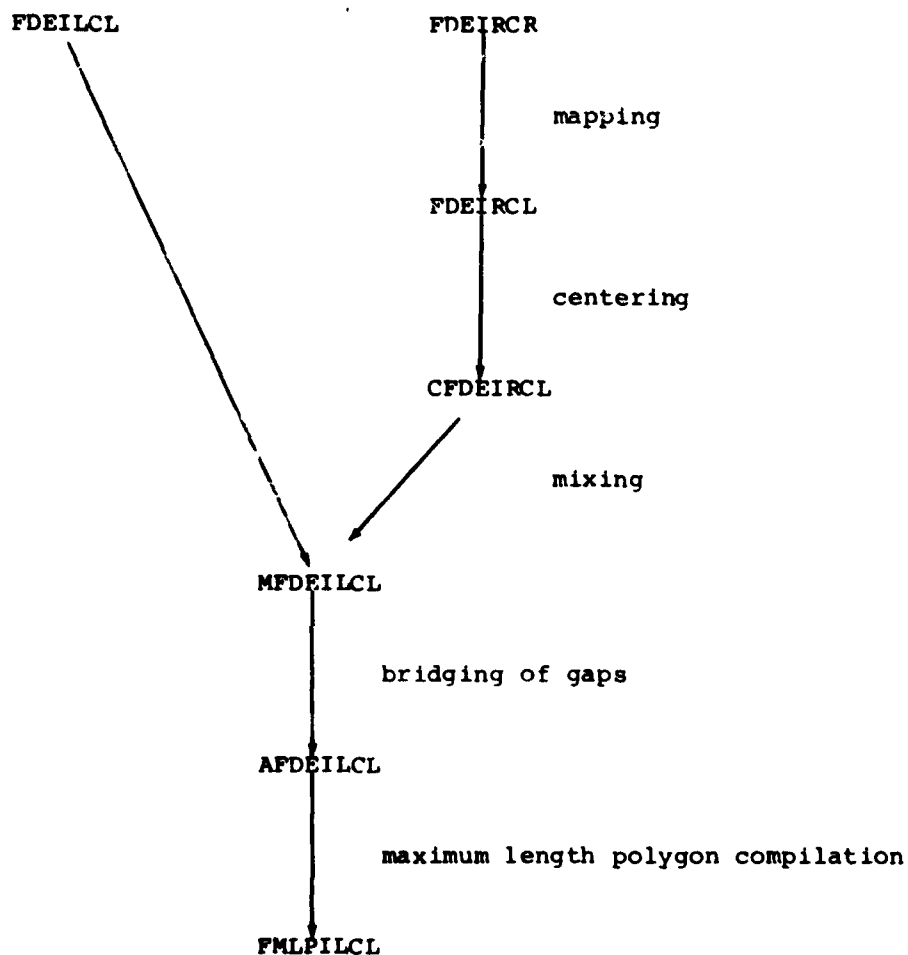 FDEILCL FDEIRCR
mapping
FDEIRCL
centering
CFDEIRCL
mixing
MFDEILCL
bridging of gaps
AFDEILCL
maximum length polygon compilation
FMLPILCL